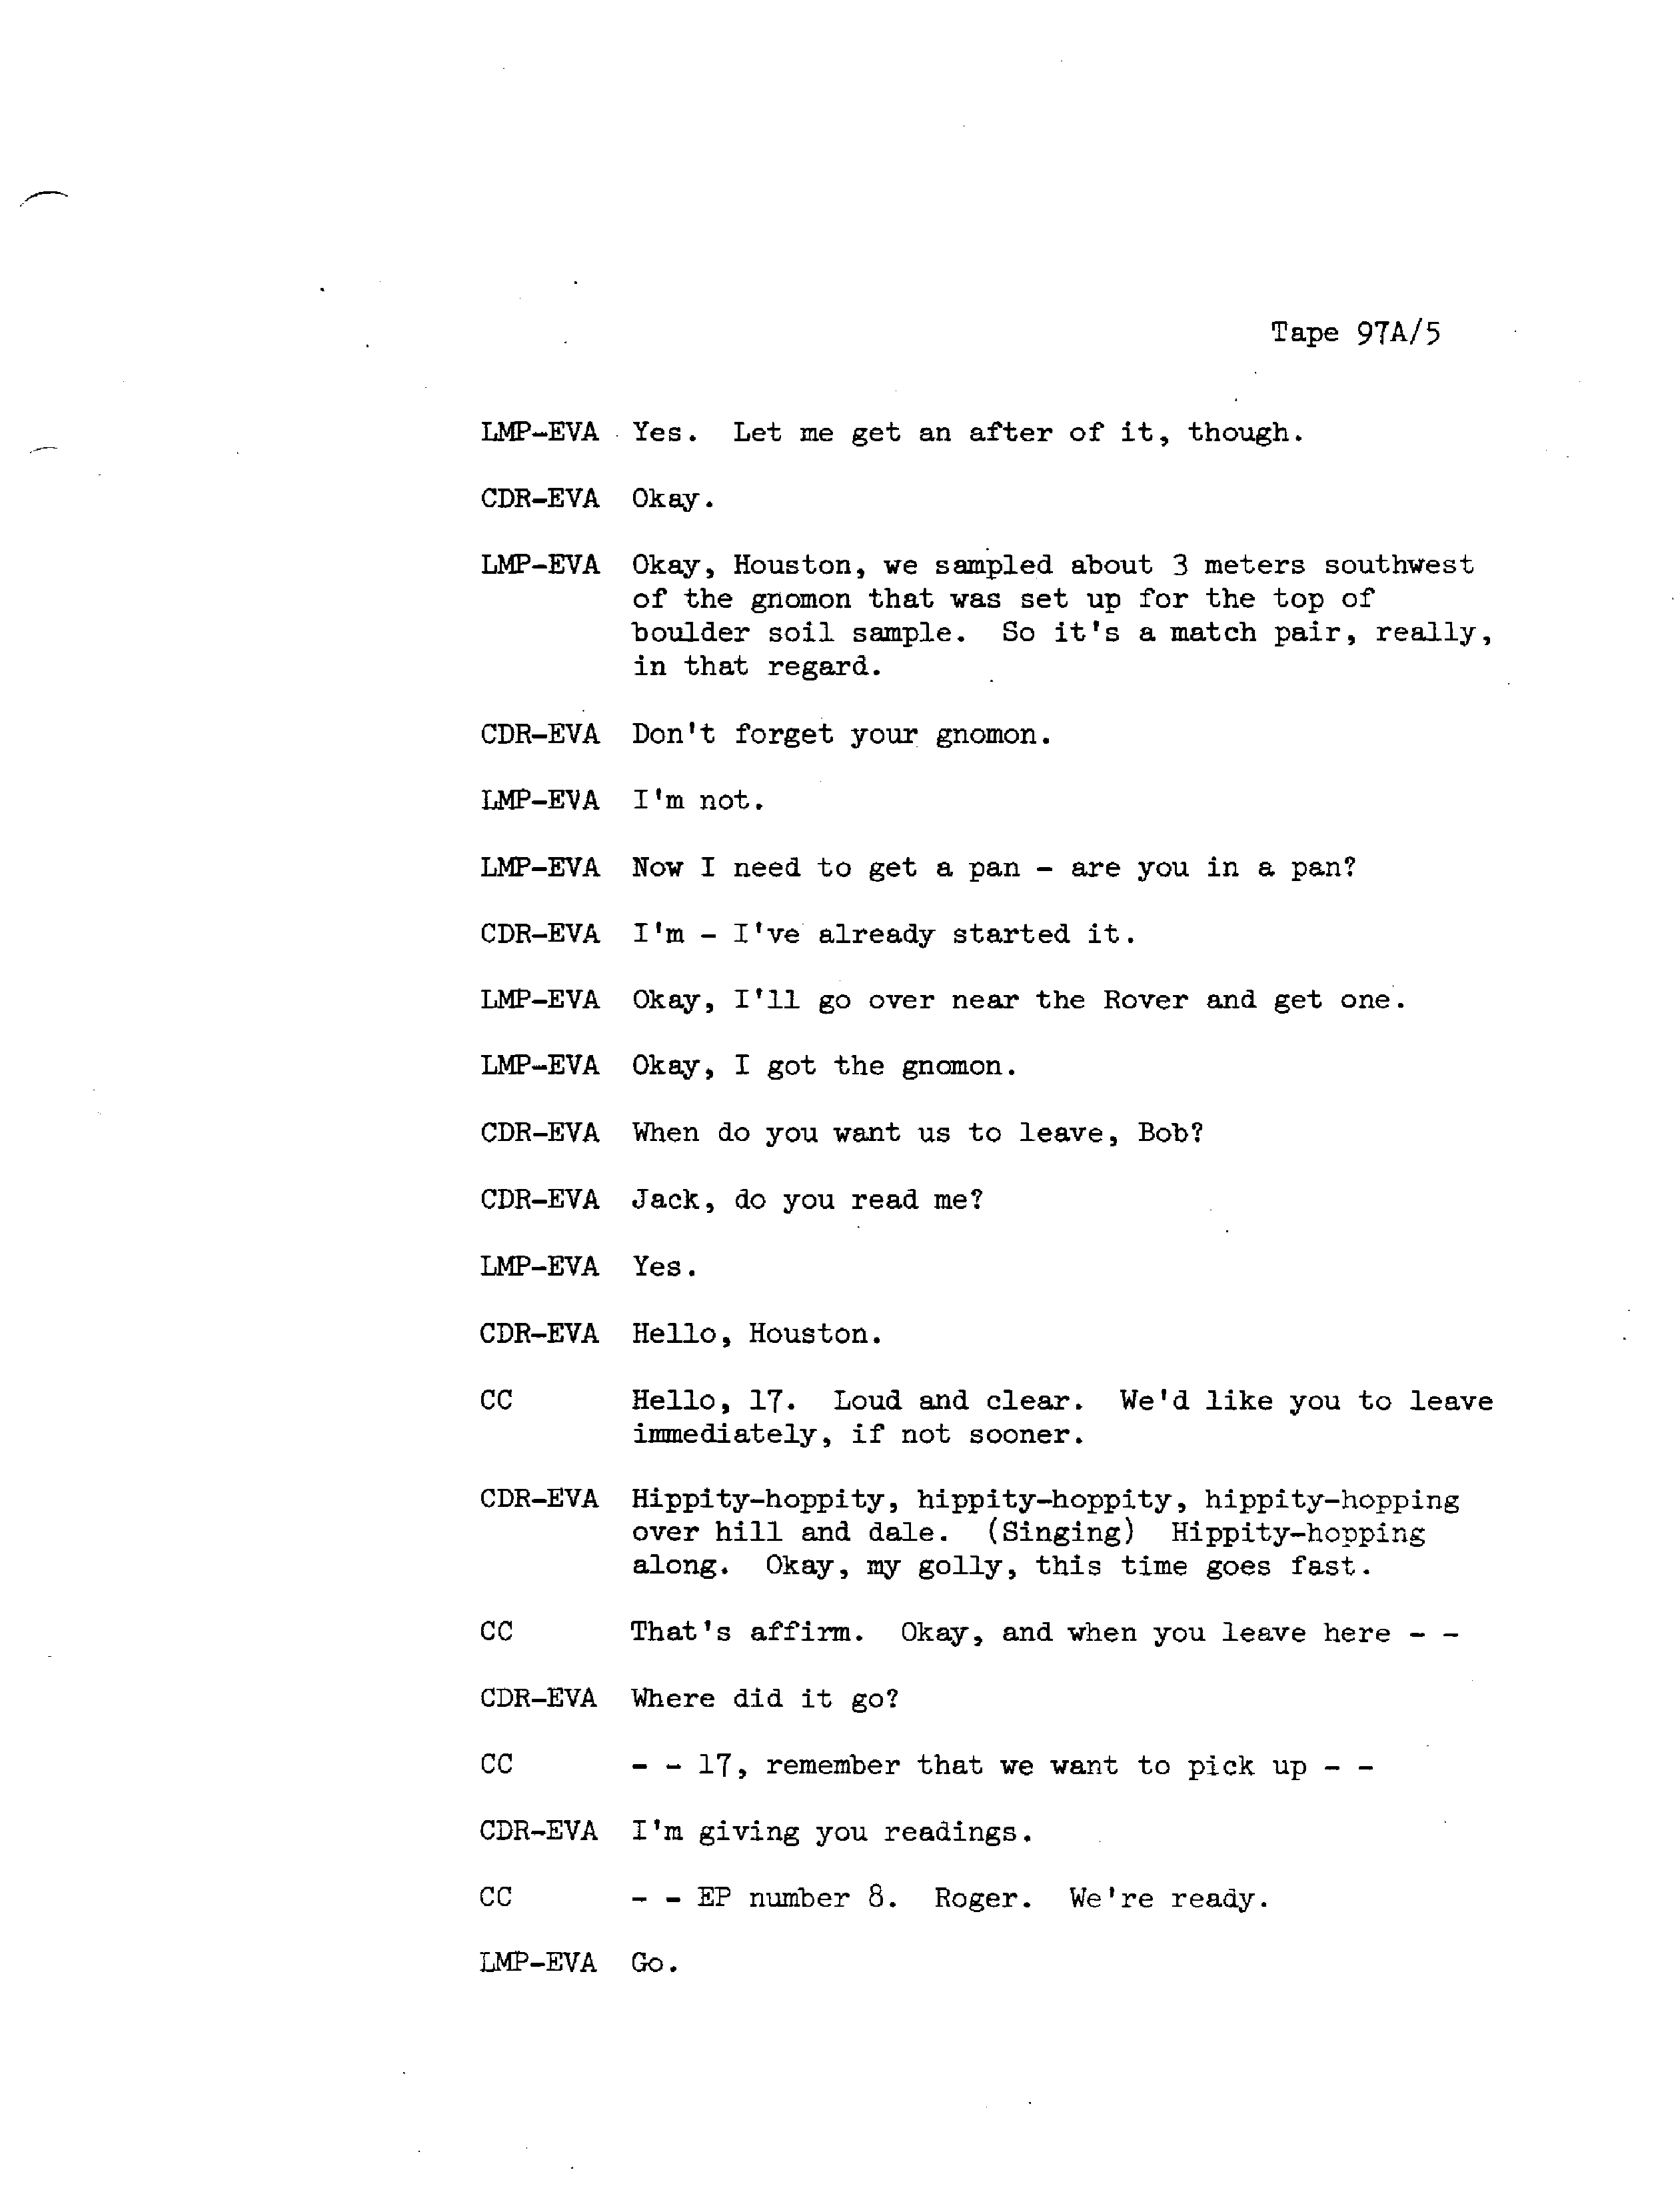 Tape 97A/5
LMP-EVA Yes. Let me get an after of it, though.
CDR-EVA Okay.
LMP-EVA Okay, Houston, we sampled about 3 meters southwest
of the gnomon that was set up for the top of
boulder soil sample. So it's a match pair, really,
in that regard.
CDR-EVA Don't forget your gnomon.
LMP-EVA I'm not.
LMP-EVA Now I need to get a pan - are you in a pan?
CDR-EVA I'm - I've already started it.
LMP-EVA Okay, I'll go over near the Rover and get one.
LMP-EVA Okay, I got the gnomon.
CDR-EVA When do you want us to leave, Bob?
CDR-EVA Jack, do you read me?
LMP-EVA Yes.
CDR-EVA Hello, Houston.
CC Hello, 17. Loud and clear. We'd like you to leave
immediately, if not sooner.
CDR-EVA Hippity-hoppity, hippity-hoppity, hippity-hopping
over hill and dale. (Singing) Hippity-hopping
along. Okay, my golly, this time goes fast.
CC That's affirm. Okay, and when you leave here - -
CDR-EVA Where did it go?
CC - - 17, remember that we want to pick up - -
CDR-EVA I'm giving you readings.
CC - - EP number 8. Roger. We're ready.
LMP-EVA Go.